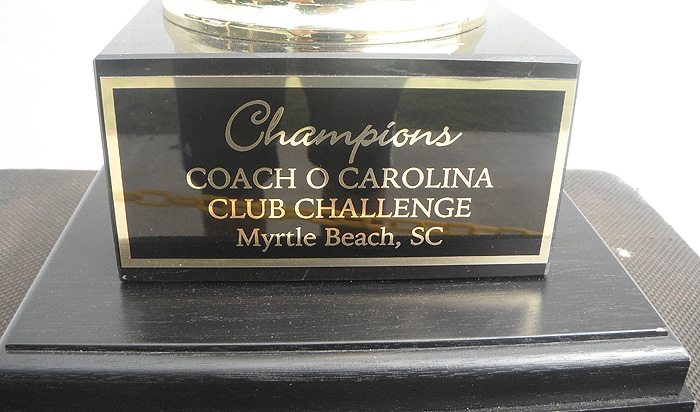 Champions
COACH O CAROLINA
CLUB CHALLENGE
Myrtle Beach, SC